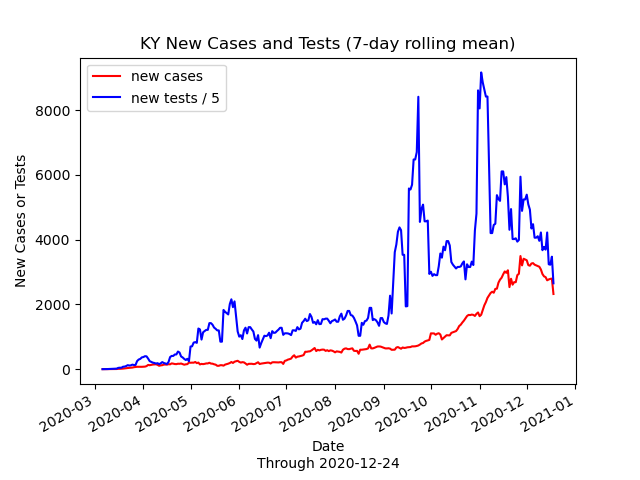 KY New Cases and Tests (7-day rolling mean)
new cases
new tests / 5
New Cases or Tests
8000
6000
4000
2000
0
2020-03
2020-04
2020-05
2020-06
2020-07
2020-08
2020-09
2020-10
2020-11
2020-12
2021-01
Date
Through 2020-12-24